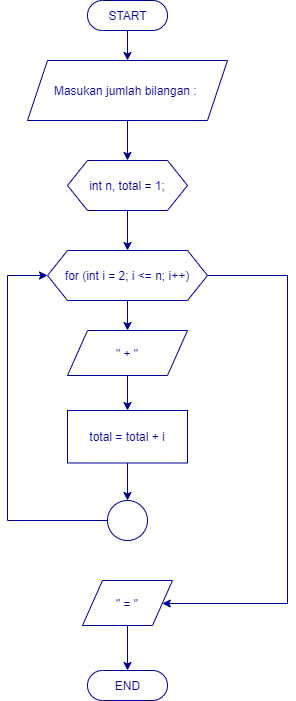 START
Masukan jumlah bilangan :
int n, total = 1;
for (int i = 2; i <= n; i++)
" + "
total = total + i
" = "
END